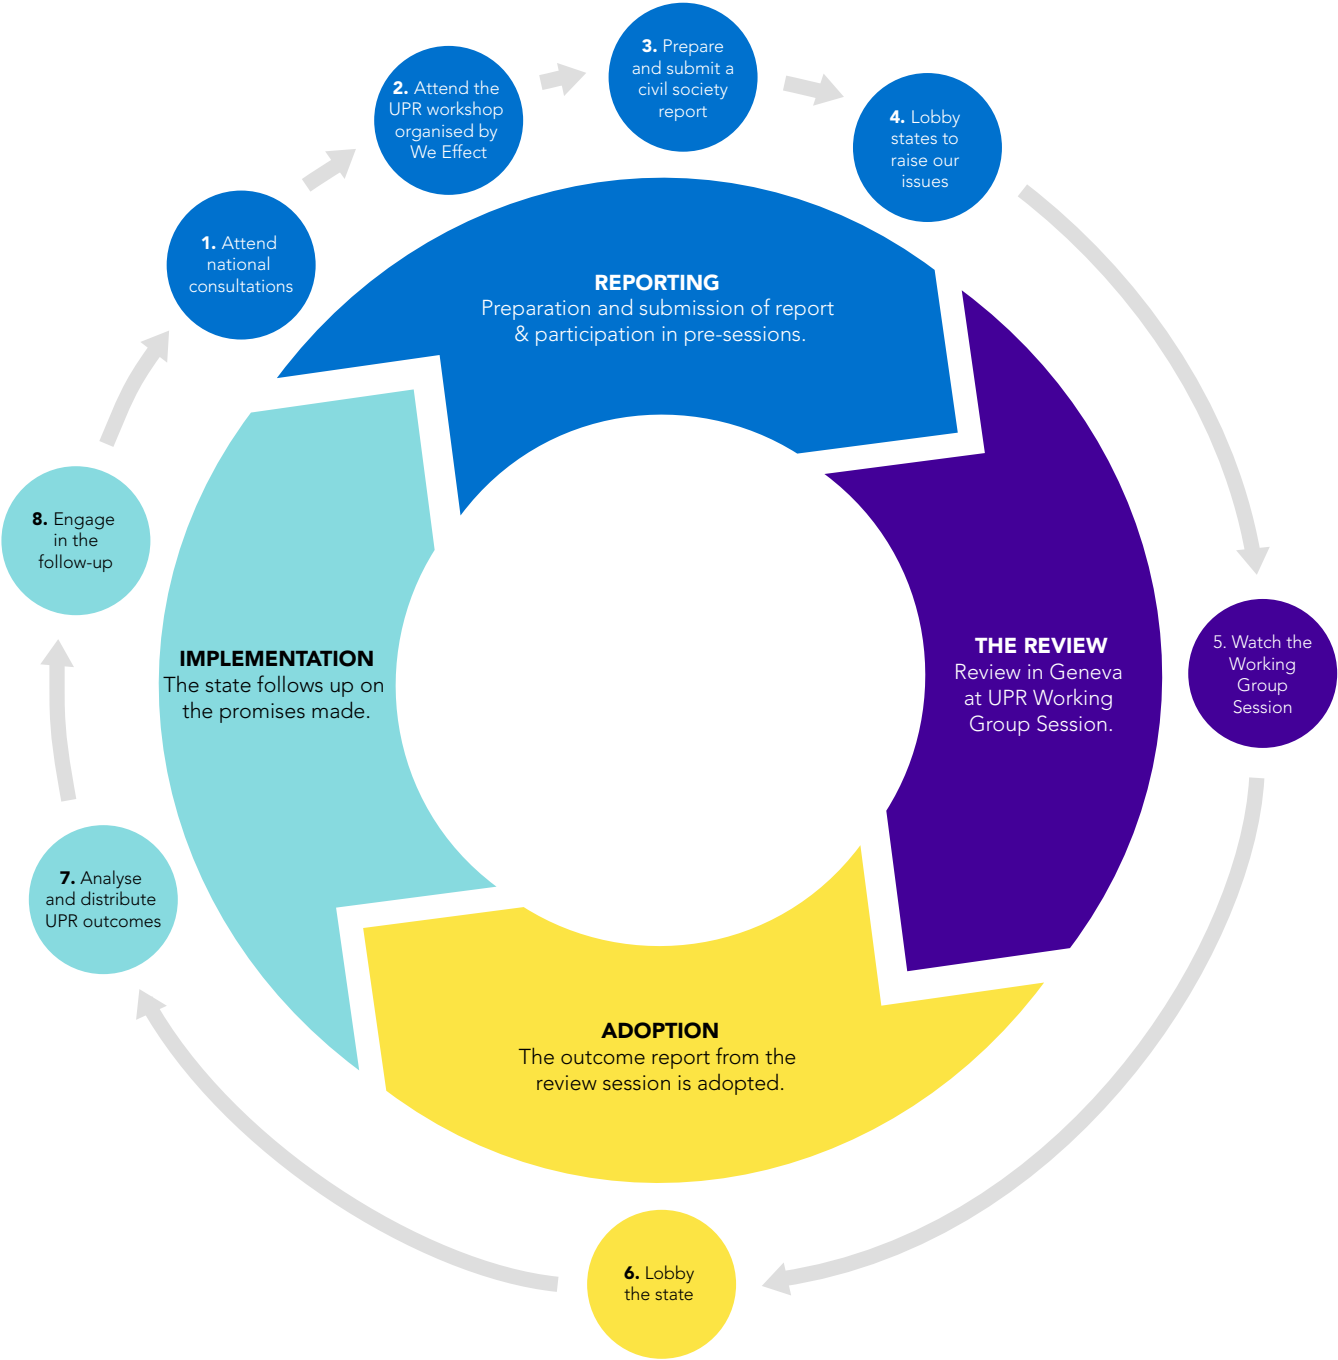 3. Prepare
and submit a
civil society
report
2. Attend the
UPR workshop
organised by
We Effect
4. Lobby
states to
raise our
issues
1. Attend
national
consultations
REPORTING
Preparation and submission of report
& participation in pre-sessions.
8. Engage
in the
follow-up
IMPLEMENTATION
The state follows up on
the promises made.
THE REVIEW
Review in Geneva
at UPR Working
Group Session.
5. Watch the
Working
Group
Session
7. Analyse
and distribute
UPR outcomes
ADOPTION
The outcome report from the
review session is adopted.
6. Lobby
the state